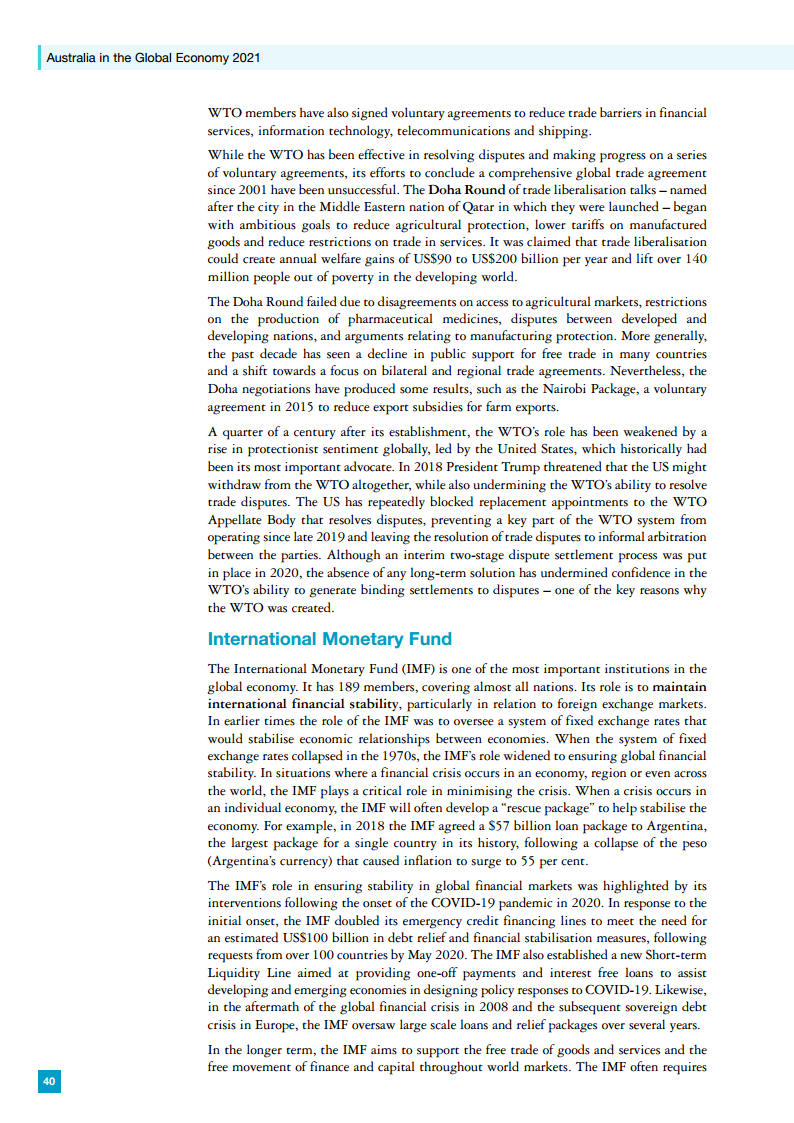 Australia in the Global Economy 2021
WTO members have also signed voluntary agreements to reduce trade barriers in financial
services, information technology, telecommunications and shipping.
While the WTO has been effective in resolving disputes and making progress on a series
of voluntary agreements, its efforts to conclude a comprehensive global trade agreement
since 2001 have been unsuccessful. The Doha Round of trade liberalisation talks – named
after the city in the Middle Eastern nation of Qatar in which they were launched – began
with ambitious goals to reduce agricultural protection, lower tariffs on manufactured
goods and reduce restrictions on trade in services. It was claimed that trade liberalisation
could create annual welfare gains of US$90 to US$200 billion per year and lift over 140
million people out of poverty in the developing world.
The Doha Round failed due to disagreements on access to agricultural markets, restrictions
on the production of pharmaceutical medicines, disputes between developed and
developing nations, and arguments relating to manufacturing protection. More generally,
the past decade has seen a decline in public support for free trade in many countries
and a shift towards a focus on bilateral and regional trade agreements. Nevertheless, the
Doha negotiations have produced some results, such as the Nairobi Package, a voluntary
agreement in 2015 to reduce export subsidies for farm exports.
A quarter of a century after its establishment, the WTO's role has been weakened by a
rise in protectionist sentiment globally, led by the United States, which historically had
been its most important advocate. In 2018 President Trump threatened that the US might
withdraw from the WTO altogether, while also undermining the WTO's ability to resolve
trade disputes. The US has repeatedly blocked replacement appointments to the WTO
Appellate Body that resolves disputes, preventing a key part of the WTO system from
operating since late 2019 and leaving the resolution of trade disputes to informal arbitration
between the parties. Although an interim two-stage dispute settlement process was put
in place in 2020, the absence of any long-term solution has undermined confidence in the
WTO's ability to generate binding settlements to disputes – one of the key reasons why
the WTO was created.
International Monetary Fund
The International Monetary Fund (IMF) is one of the most important institutions in the
global economy. It has 189 members, covering almost all nations. Its role is to maintain
international financial stability, particularly in relation to foreign exchange markets.
In earlier times the role of the IMF was to oversee a system of fixed exchange rates that
would stabilise economic relationships between economies. When the system of fixed
exchange rates collapsed in the 1970s, the IMF's role widened to ensuring global financial
stability. In situations where a financial crisis occurs in an economy, region or even across
the world, the IMF plays a critical role in minimising the crisis. When a crisis occurs in
an individual economy, the IMF will often develop a “rescue package” to help stabilise the
economy. For example, in 2018 the IMF agreed a $57 billion loan package to Argentina,
the largest package for a single country in its history, following a collapse of the peso
(Argentina's currency) that caused inflation to surge to 55 per cent.
The IMF's role in ensuring stability in global financial markets was highlighted by its
interventions following the onset of the COVID-19 pandemic in 2020. In response to the
initial onset, the IMF doubled its emergency credit financing lines to meet the need for
an estimated US$100 billion in debt relief and financial stabilisation measures, following
requests from over 100 countries by May 2020. The IMF also established a new Short-term
Liquidity Line aimed at providing one-off payments and interest free loans to assist
developing and emerging economies in designing policy responses to COVID-19. Likewise,
in the aftermath of the global financial crisis in 2008 and the subsequent sovereign debt
crisis in Europe, the IMF oversaw large scale loans and relief packages over several years.
In the longer term, the IMF aims to support the free trade of goods and services and the
free movement of finance and capital throughout world markets. The IMF often requires
40